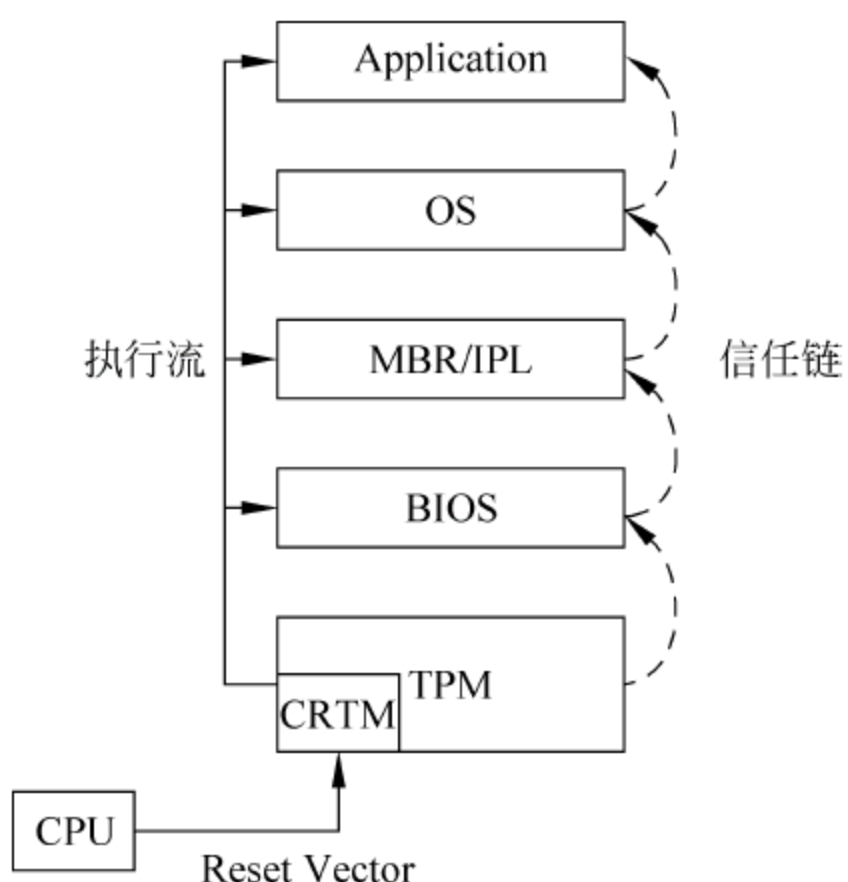 Application
OS
执行流
MBR/IPL
信任链
BIOS
TPM
CRTM
CPU
Reset Vector